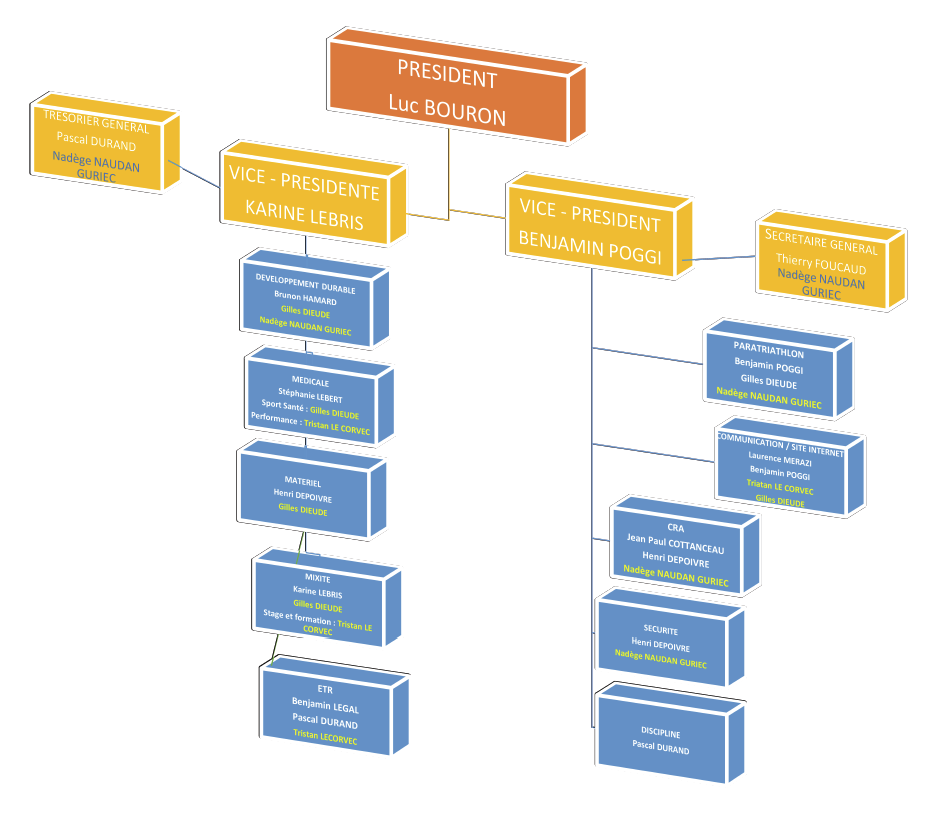 PRESIDENT
Luc BOURON
TRESORIER GENERAL
Pascal DURAND
Nadège NAUDAN
GURIEC
VICE - PRESIDENTE
KARINE LEBRIS
VICE - PRESIDENT
BENJAMIN POGGI
SECRETAIRE GENERAL
Thierry FOUCAUD
Nadège NAUDAN
GURIEC
DEVELOPPEMENT DURABLE
Brunon HAMARD
Gilles DIEUDE
Nadège NAUDAN GURIEC
MEDICALE
Stéphanie LEBERT
Sport Santé : Gilles DIEUDE
Performance : Tristan LE CORVEC
MATERIEL
Henri DEPOIVRE
Gilles DIEUDE
MIXITE
Karine LEBRIS
Gilles DIEUDE
Stage et formation : Tristan LE
CORVEC
ETR
Benjamin LEGAL
Pascal DURAND
Tristan LECORVEC
PARATRIATHLON
Benjamin POGGI
Gilles DIEUDE
Nadège NAUDAN GURIEC
COMMUNICATION / SITE INTERNET
Laurence MERAZI
Benjamin POGGI
Triatan LE CORVEC
Gilles DIEUDE
CRA
Jean Paul COTTANCEAU
Henri DEPOIVRE
Nadège NAUDAN GURIEC
SECURITE
Henri DEPOIVRE
Nadège NAUDAN GURIEC
DISCIPLINE
Pascal DURAND